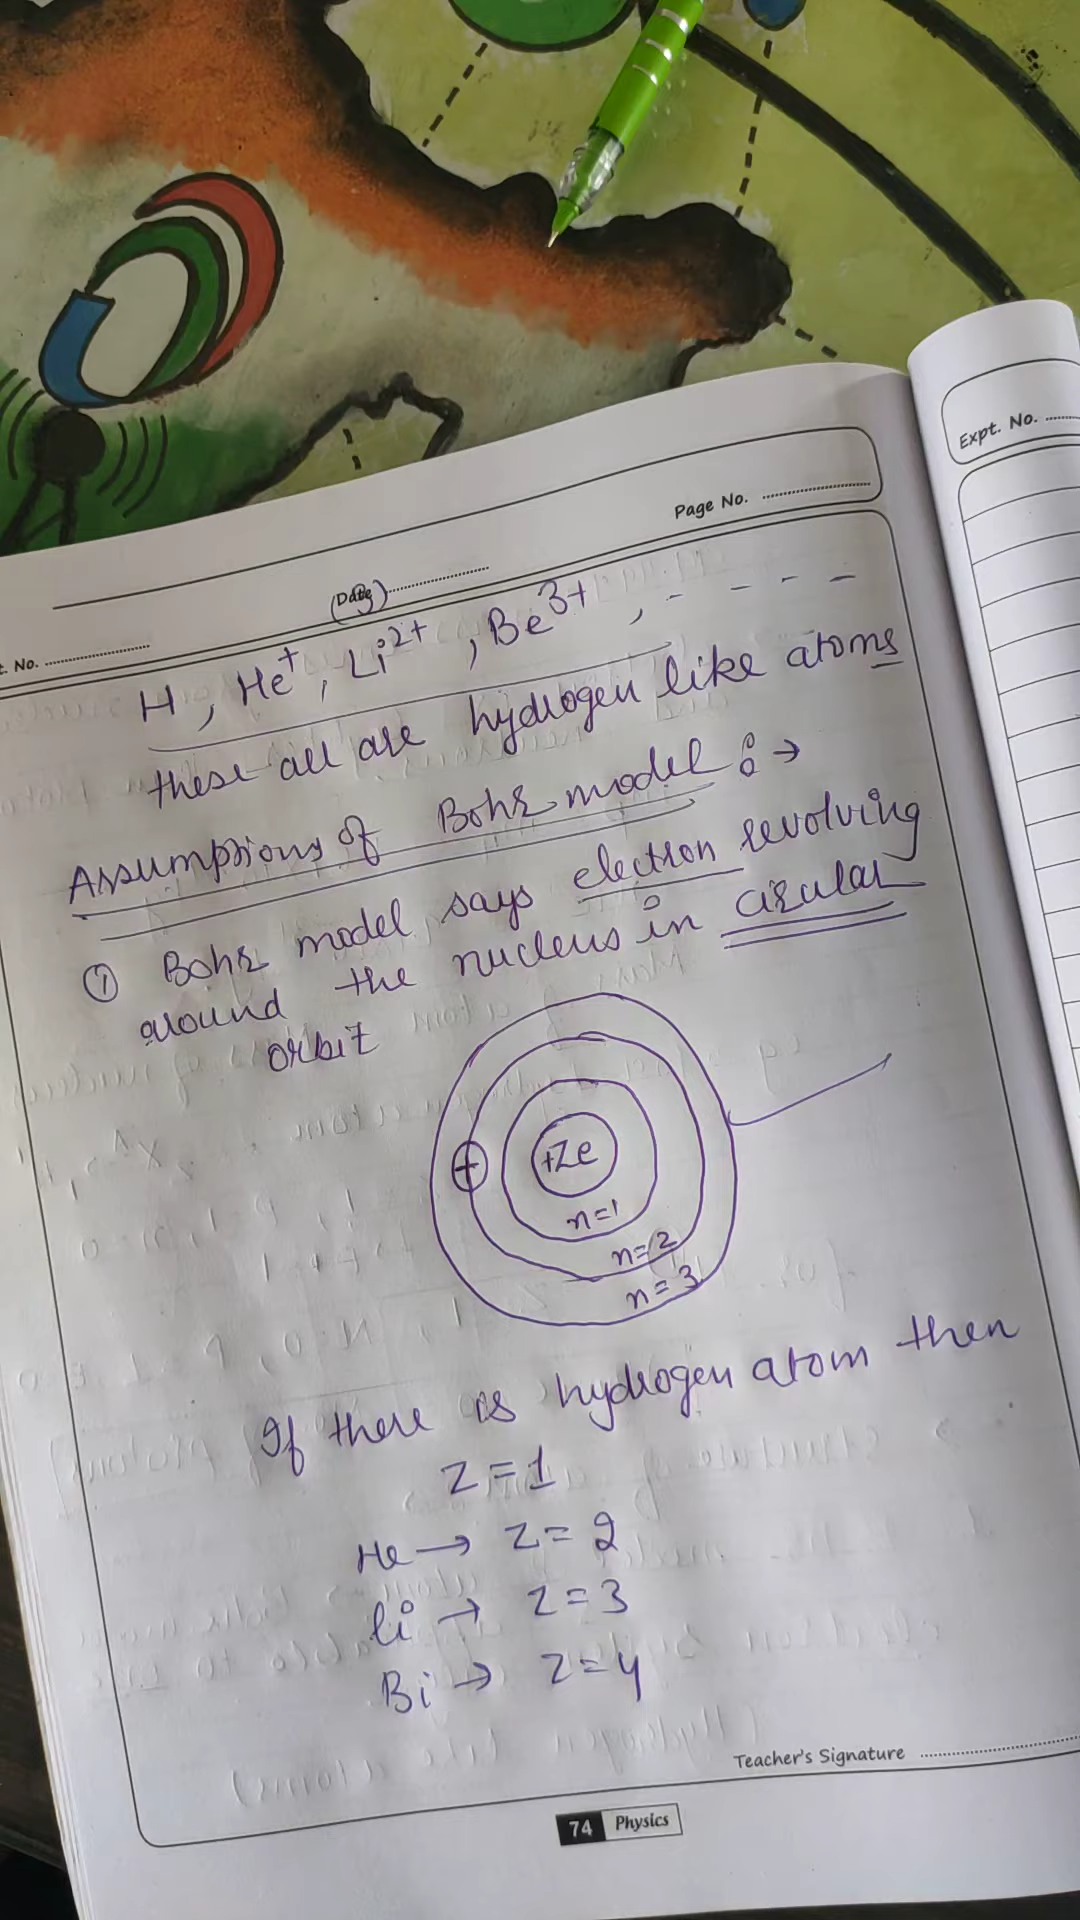 Expt. No. ..........
Page No. ..........
Date ..........
t. No. ..........
(3)
H, He⁺, Li²⁺, Be³⁺, - - - -
these all are hydrogen like atoms
Assumptions of Bohr model :→
① Bohr model says electron revolving
around the nucleus in circular
orbit
+Ze
+
n=1
n=2
n=3
If there is hydrogen atom then
Z=1
He → Z=2
li → Z=3
Bi → Z=4
Teacher's Signature ..........
74 Physics